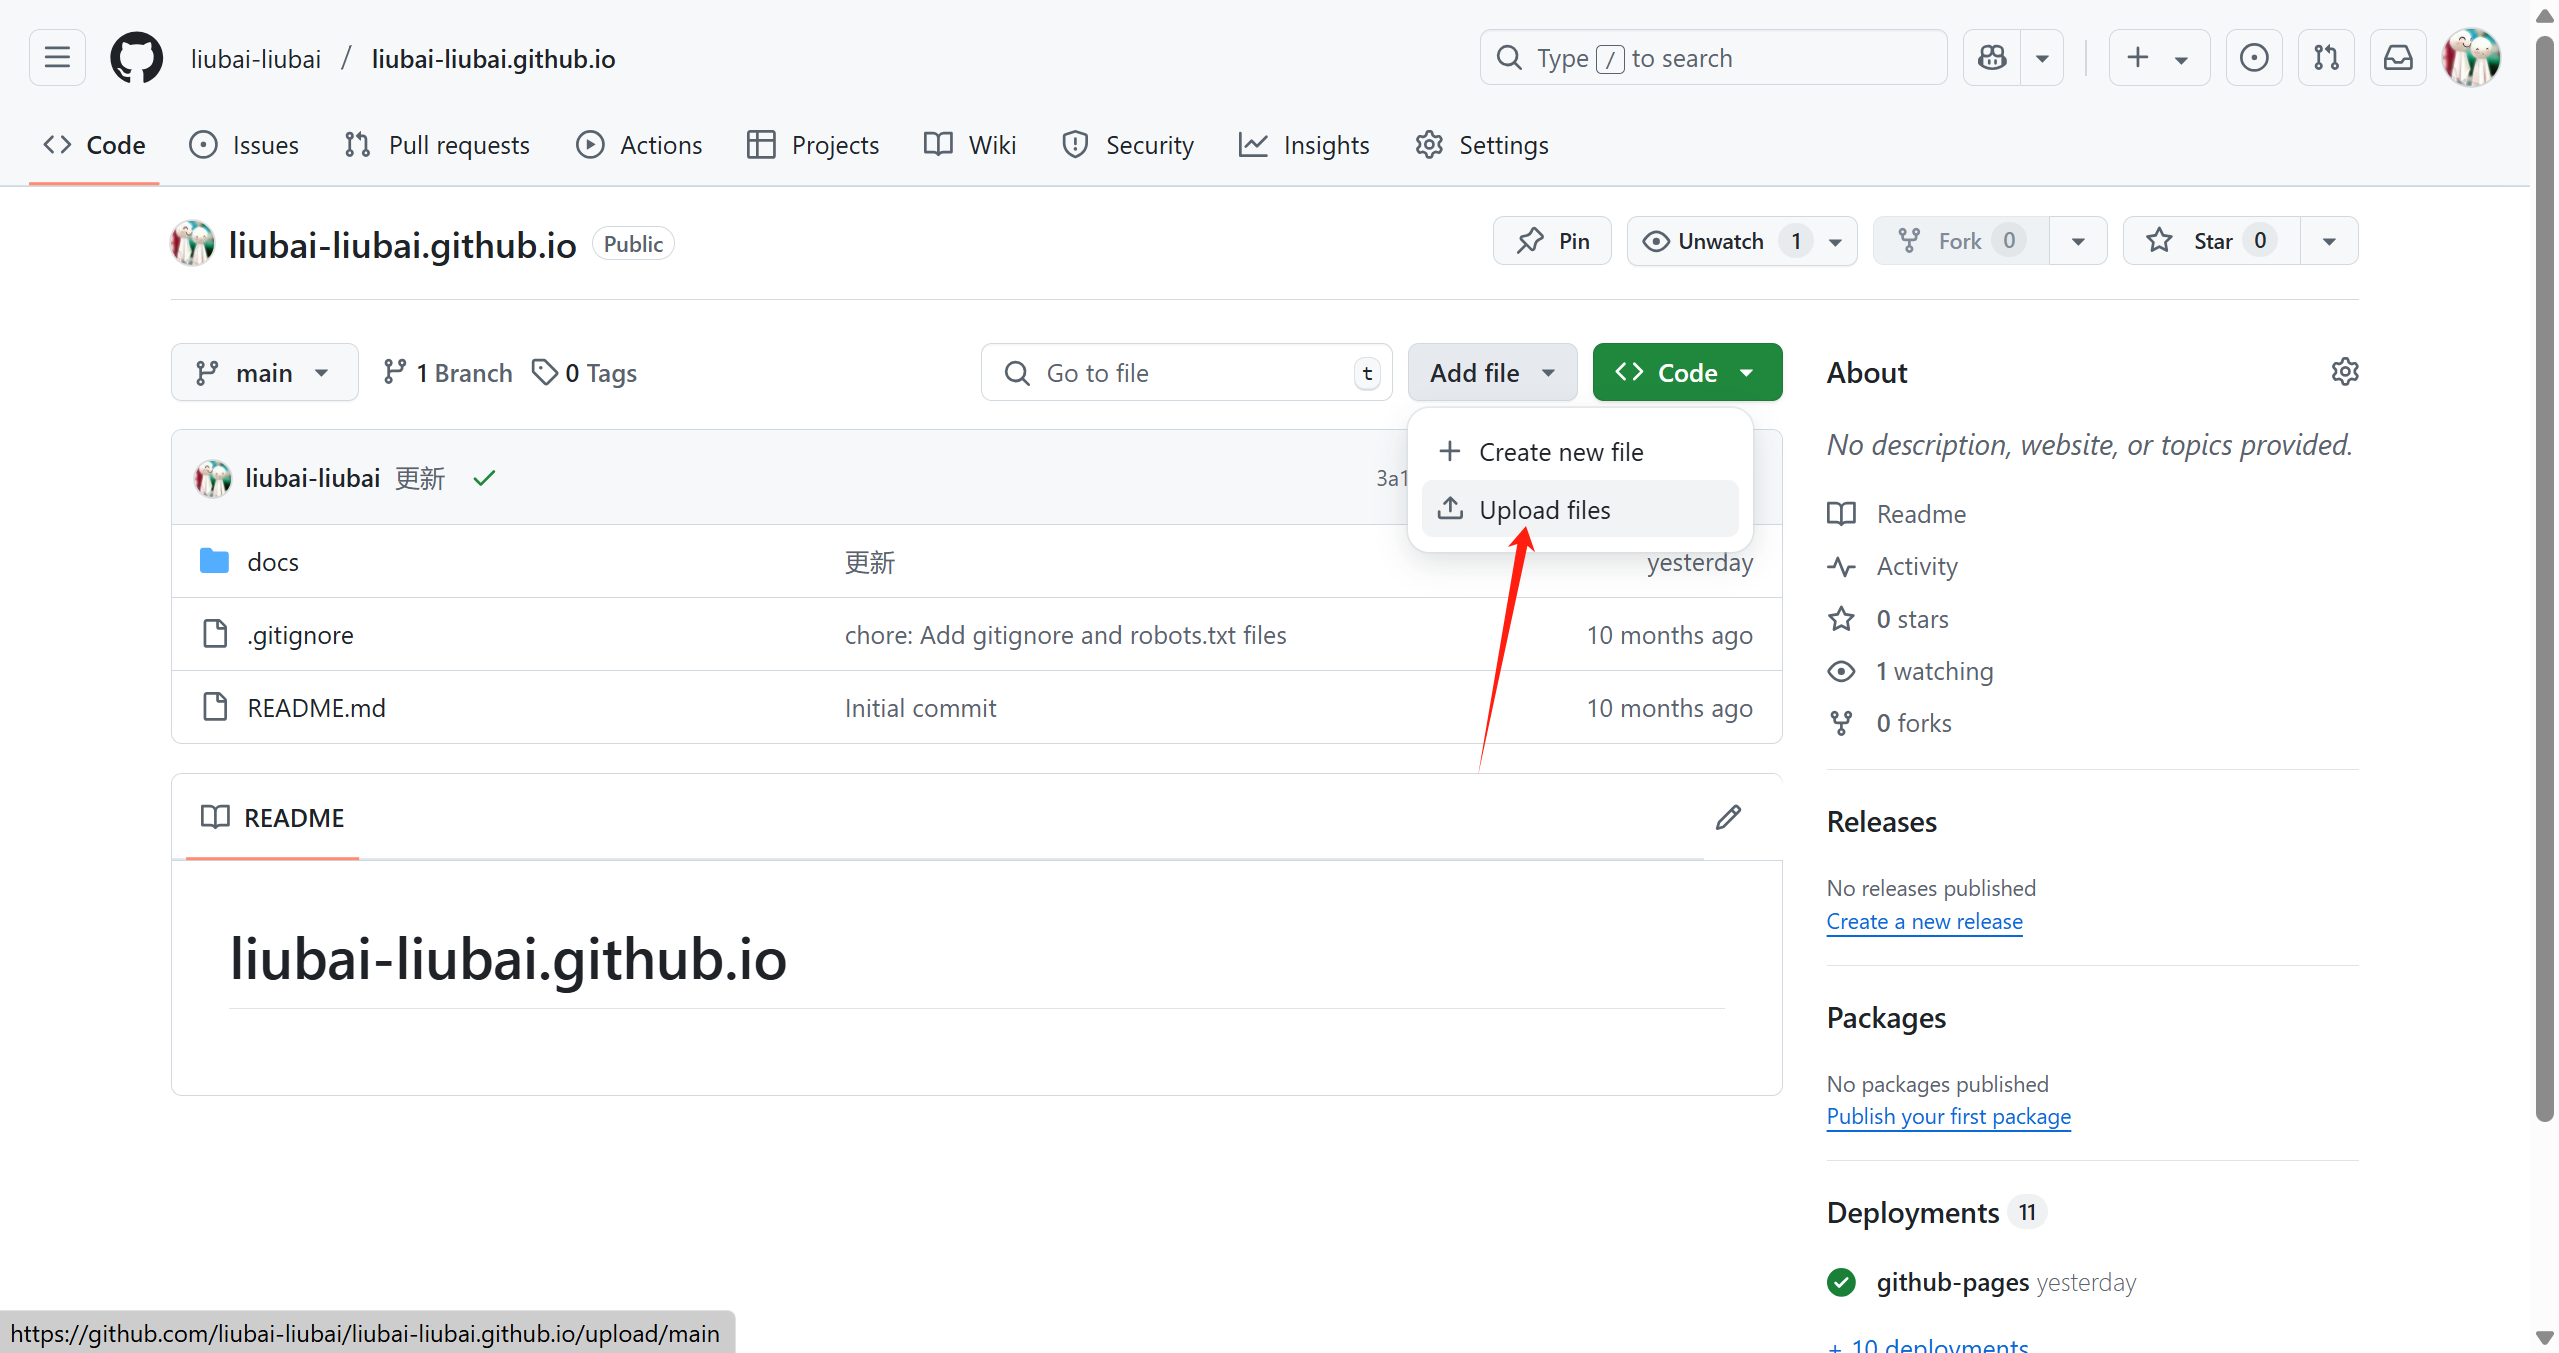 liubai-liubai / liubai-liubai.github.io
Type / to search
Code
Issues
Pull requests
Actions
Projects
Wiki
Security
Insights
Settings
liubai-liubai.github.io Public
Pin
Unwatch 1
Fork 0
Star 0
main
1 Branch
0 Tags
Go to file t
Add file
Code
Create new file
Upload files
liubai-liubai 更新
3a1
docs 更新 yesterday
.gitignore chore: Add gitignore and robots.txt files 10 months ago
README.md Initial commit 10 months ago
README
liubai-liubai.github.io
About
No description, website, or topics provided.
Readme
Activity
0 stars
1 watching
0 forks
Releases
No releases published
Create a new release
Packages
No packages published
Publish your first package
Deployments 11
github-pages yesterday
+ 10 deployments
https://github.com/liubai-liubai/liubai-liubai.github.io/upload/main